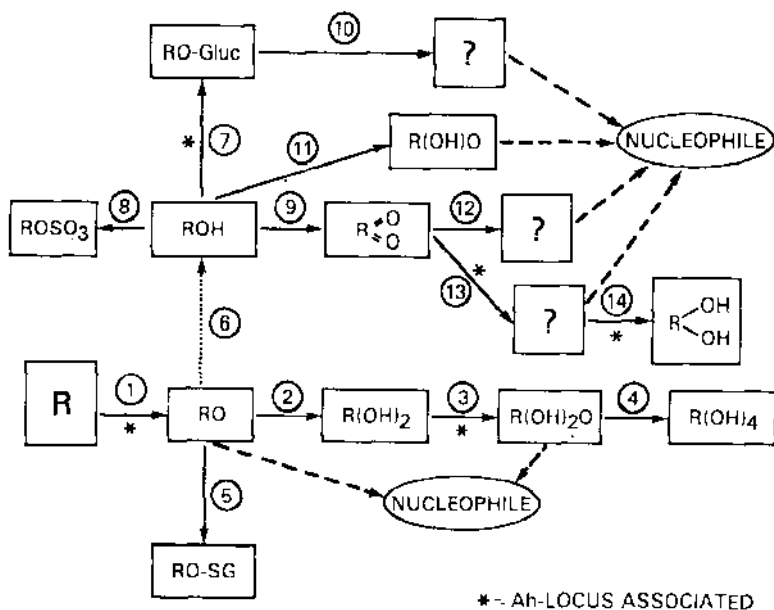 10
RO-Gluc
?
* 7
11
R(OH)O
NUCLEOPHILE
8
9
12
ROSO₃
ROH
R=O
=O
?
*
13
14
?
R-OH
-OH
*
6
R
1
*
RO
2
R(OH)₂
3
*
R(OH)₂O
4
R(OH)₄
5
NUCLEOPHILE
RO-SG
*- Ah-LOCUS ASSOCIATED